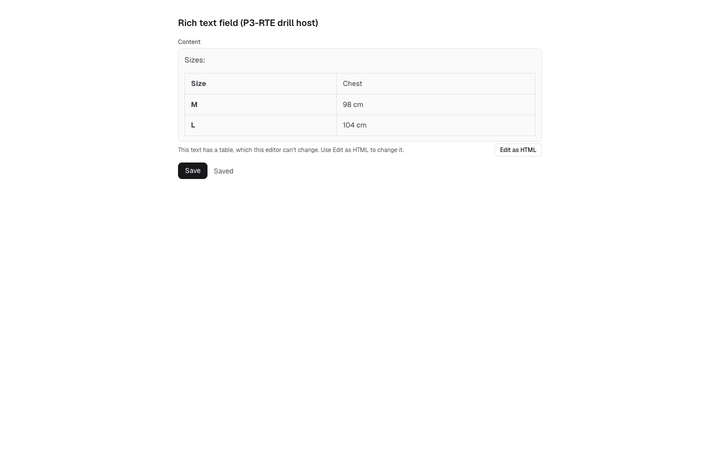 Rich text field (P3-RTE drill host)
Content
Sizes:
Size Chest
M 98 cm
L 104 cm
This text has a table, which this editor can't change. Use Edit as HTML to change it. Edit as HTML
Save Saved